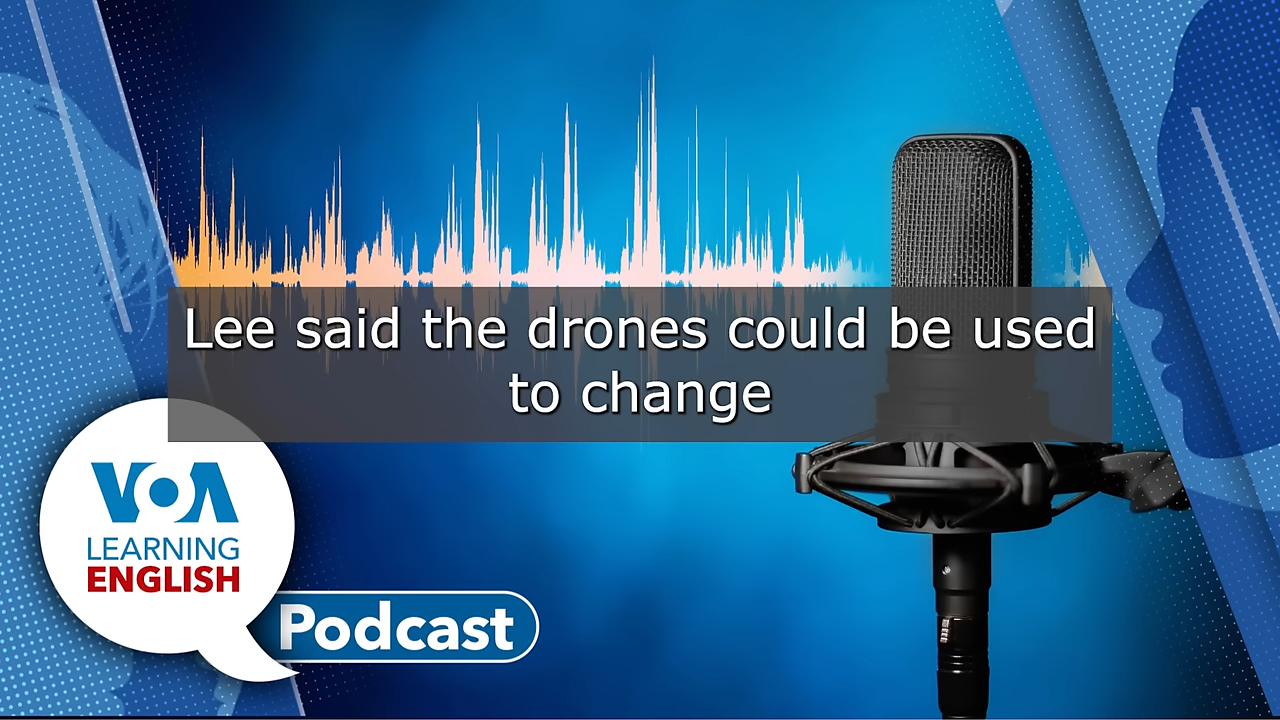 Lee said the drones could be used
to change
VOA
LEARNING
ENGLISH
Podcast